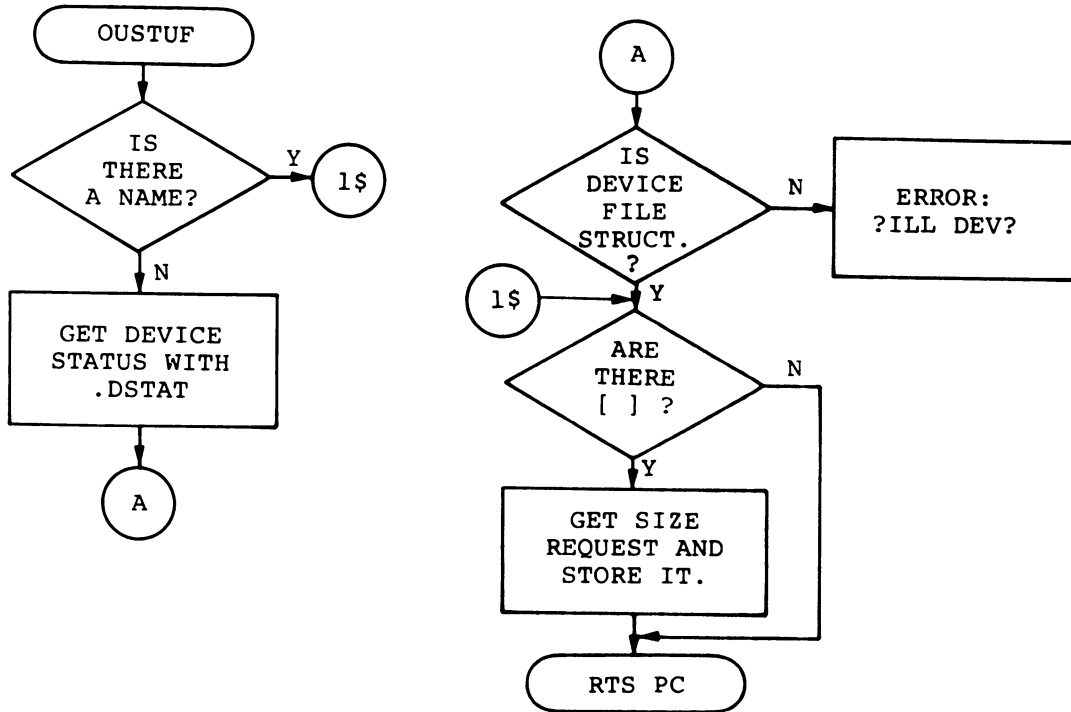 OUSTUF
IS
THERE
A NAME?
Y
1$
N
GET DEVICE
STATUS WITH
.DSTAT
A
A
IS
DEVICE
FILE
STRUCT.
?
N
ERROR:
?ILL DEV?
Y
1$
ARE
THERE
[ ] ?
N
Y
GET SIZE
REQUEST AND
STORE IT.
RTS PC